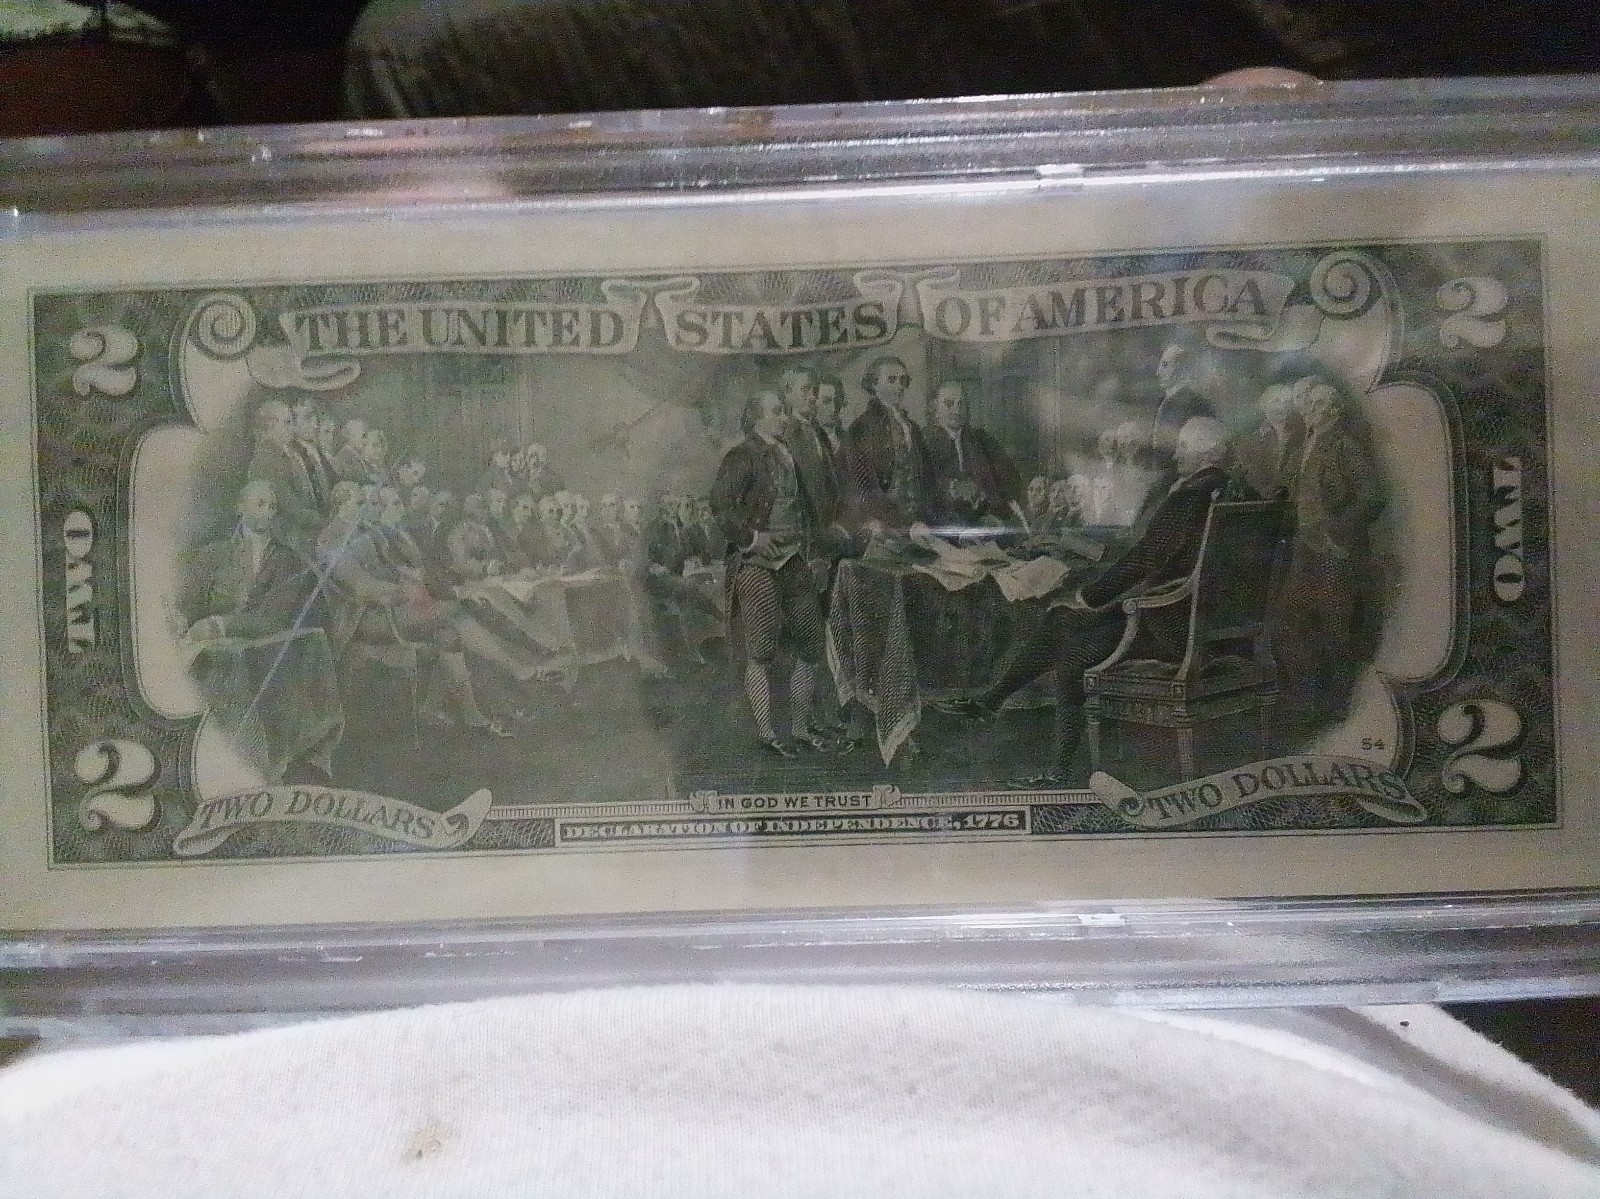 THE UNITED STATES OF AMERICA
2
2
TWO
TWO
54
2
2
TWO DOLLARS
IN GOD WE TRUST
TWO DOLLARS
DECLARATION OF INDEPENDENCE, 1776